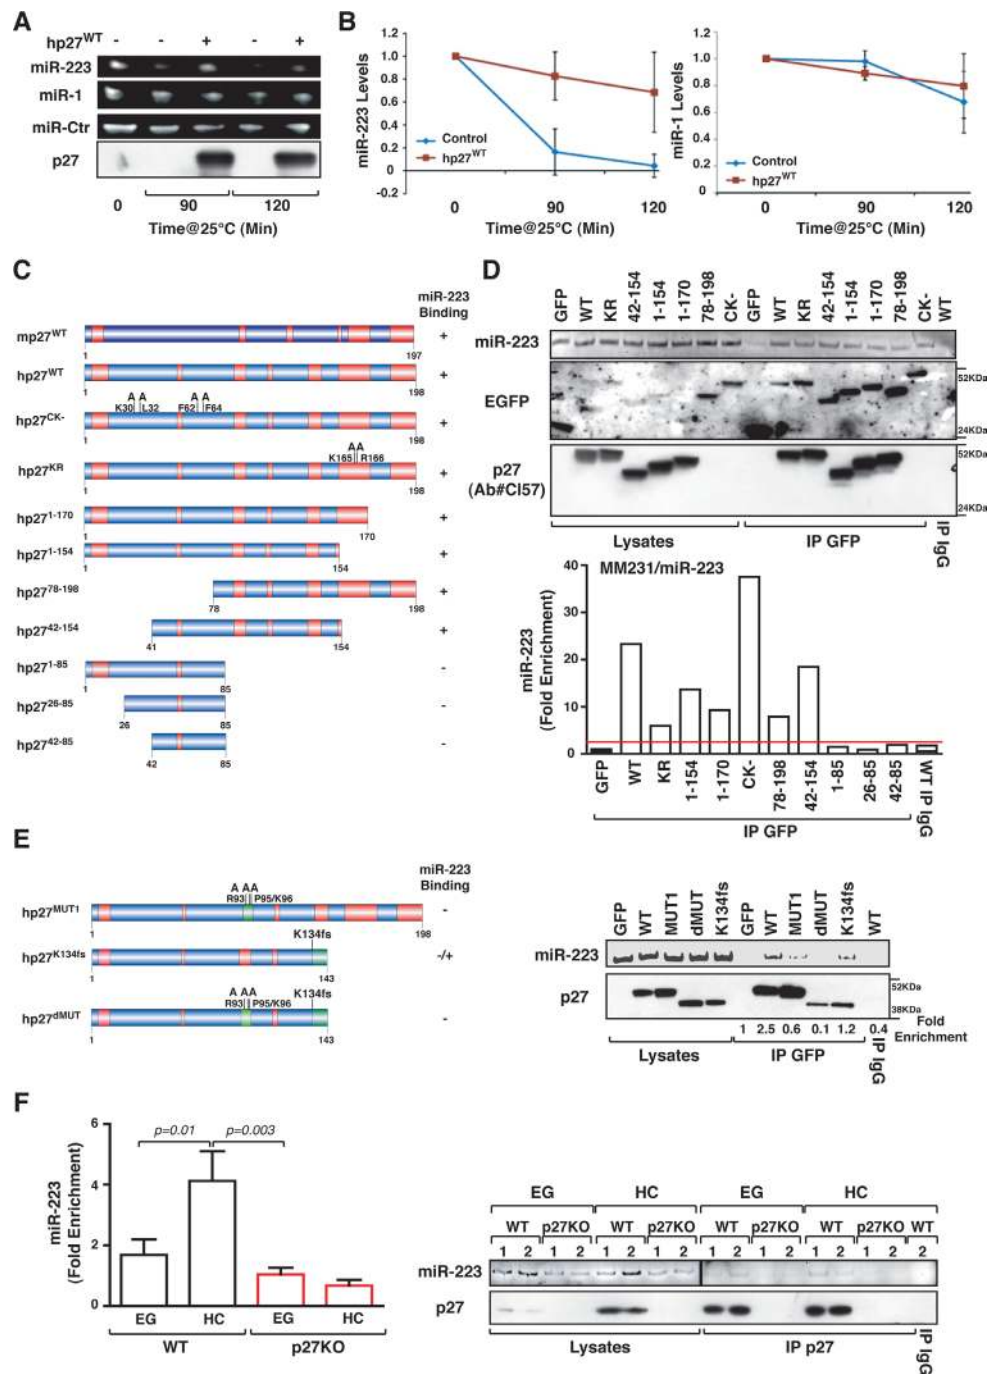 A
hp27WT - - + - +
miR-223
miR-1
miR-Ctr
p27
0 90 120
Time@25°C (Min)
B
miR-223 Levels
1.2
1
0.8
0.6
0.4
0.2
0
-0.2
Control
hp27WT
0 90 120
Time@25°C (Min)
miR-1 Levels
1.2
1.0
0.8
0.6
0.4
0.2
0
Control
hp27WT
0 90 120
Time@25°C (Min)
C
miR-223
Binding
mp27WT +
1 197
hp27WT +
1 198
A A A A
K30 L32 F62 F64
hp27CK- +
1 198
AA
K165 R166
hp27KR +
1 198
hp271-170 +
1 170
hp271-154 +
1 154
hp2778-198 +
78 198
hp2742-154 +
41 154
hp271-85 -
1 85
hp2726-85 -
26 85
hp2742-85 -
42 85
D
GFP WT KR 42-154 1-154 1-170 78-198 CK- GFP WT KR 42-154 1-154 1-170 78-198 CK- WT
miR-223
EGFP
52KDa
24KDa
p27
(Ab#Cl57)
52KDa
24KDa
Lysates IP GFP IP IgG
MM231/miR-223
miR-223
(Fold Enrichment)
40
30
20
10
0
GFP WT KR 1-154 1-170 CK- 78-198 42-154 1-85 26-85 42-85 WT IP IgG
IP GFP
E
miR-223
Binding
A AA
R93 P95/K96
hp27MUT1 -
1 198
K134fs
hp27K134fs -/+
1 143
A AA K134fs
R93 P95/K96
hp27dMUT -
1 143
GFP WT MUT1 dMUT K134fs GFP WT MUT1 dMUT K134fs WT
miR-223
p27
52KDa
38KDa
1 2.5 0.6 0.1 1.2 0.4 Fold Enrichment
Lysates IP GFP IP IgG
F
miR-223
(Fold Enrichment)
6
4
2
0
p=0.01 p=0.003
EG HC EG HC
WT p27KO
EG HC EG HC
WT p27KO WT p27KO WT p27KO WT p27KO WT
1 2 1 2 1 2 1 2 1 2 1 2 1 2 1 2 2
miR-223
p27
Lysates IP p27 IP IgG